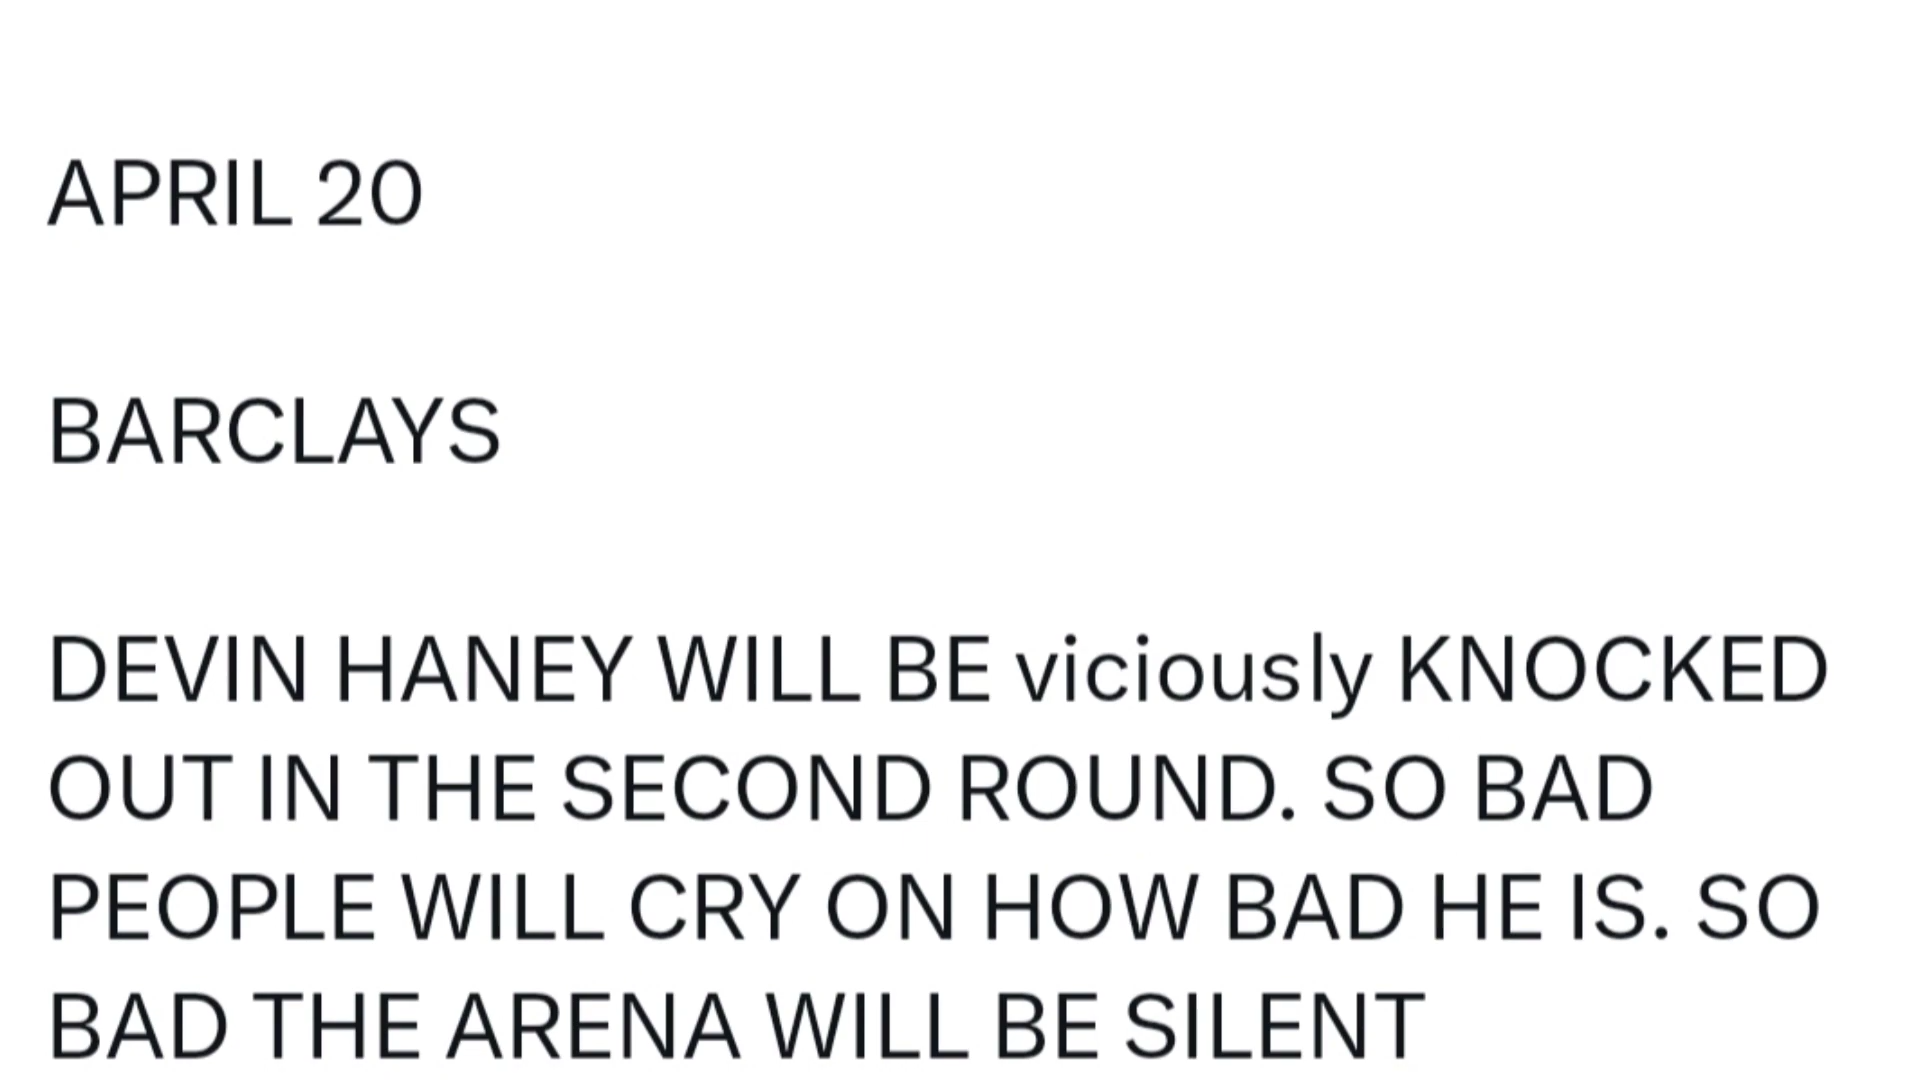 APRIL 20
BARCLAYS
DEVIN HANEY WILL BE viciously KNOCKED
OUT IN THE SECOND ROUND. SO BAD
PEOPLE WILL CRY ON HOW BAD HE IS. SO
BAD THE ARENA WILL BE SILENT